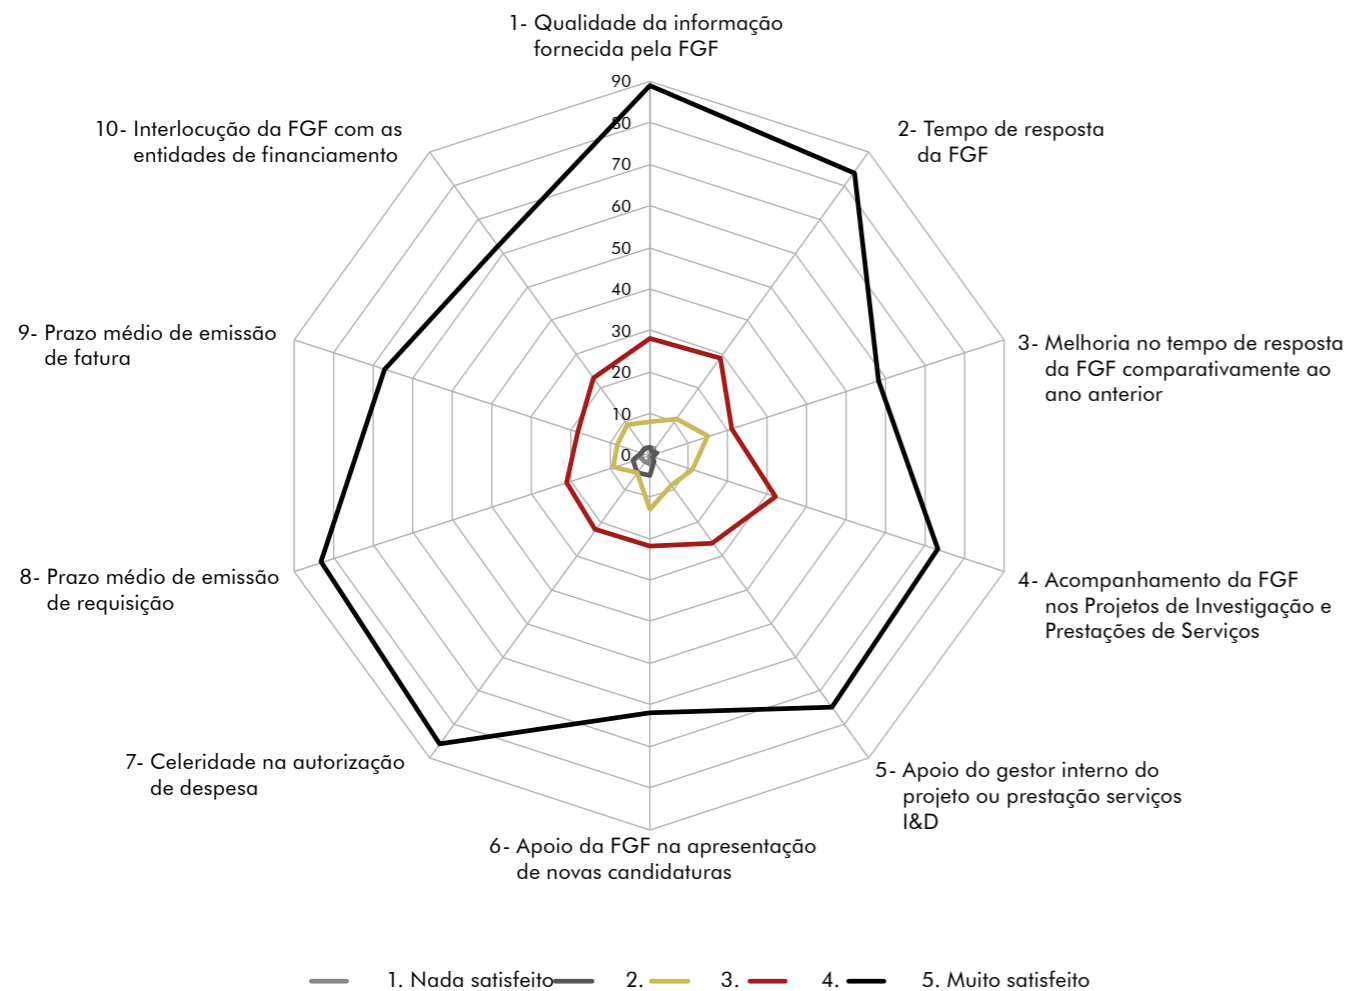 1- Qualidade da informação
fornecida pela FGF
2- Tempo de resposta
da FGF
3- Melhoria no tempo de resposta
da FGF comparativamente ao
ano anterior
4- Acompanhamento da FGF
nos Projetos de Investigação e
Prestações de Serviços
5- Apoio do gestor interno do
projeto ou prestação serviços
I&D
6- Apoio da FGF na apresentação
de novas candidaturas
7- Celeridade na autorização
de despesa
8- Prazo médio de emissão
de requisição
9- Prazo médio de emissão
de fatura
10- Interlocução da FGF com as
entidades de financiamento
90
80
70
60
50
40
30
20
10
0
1. Nada satisfeito 2. 3. 4. 5. Muito satisfeito